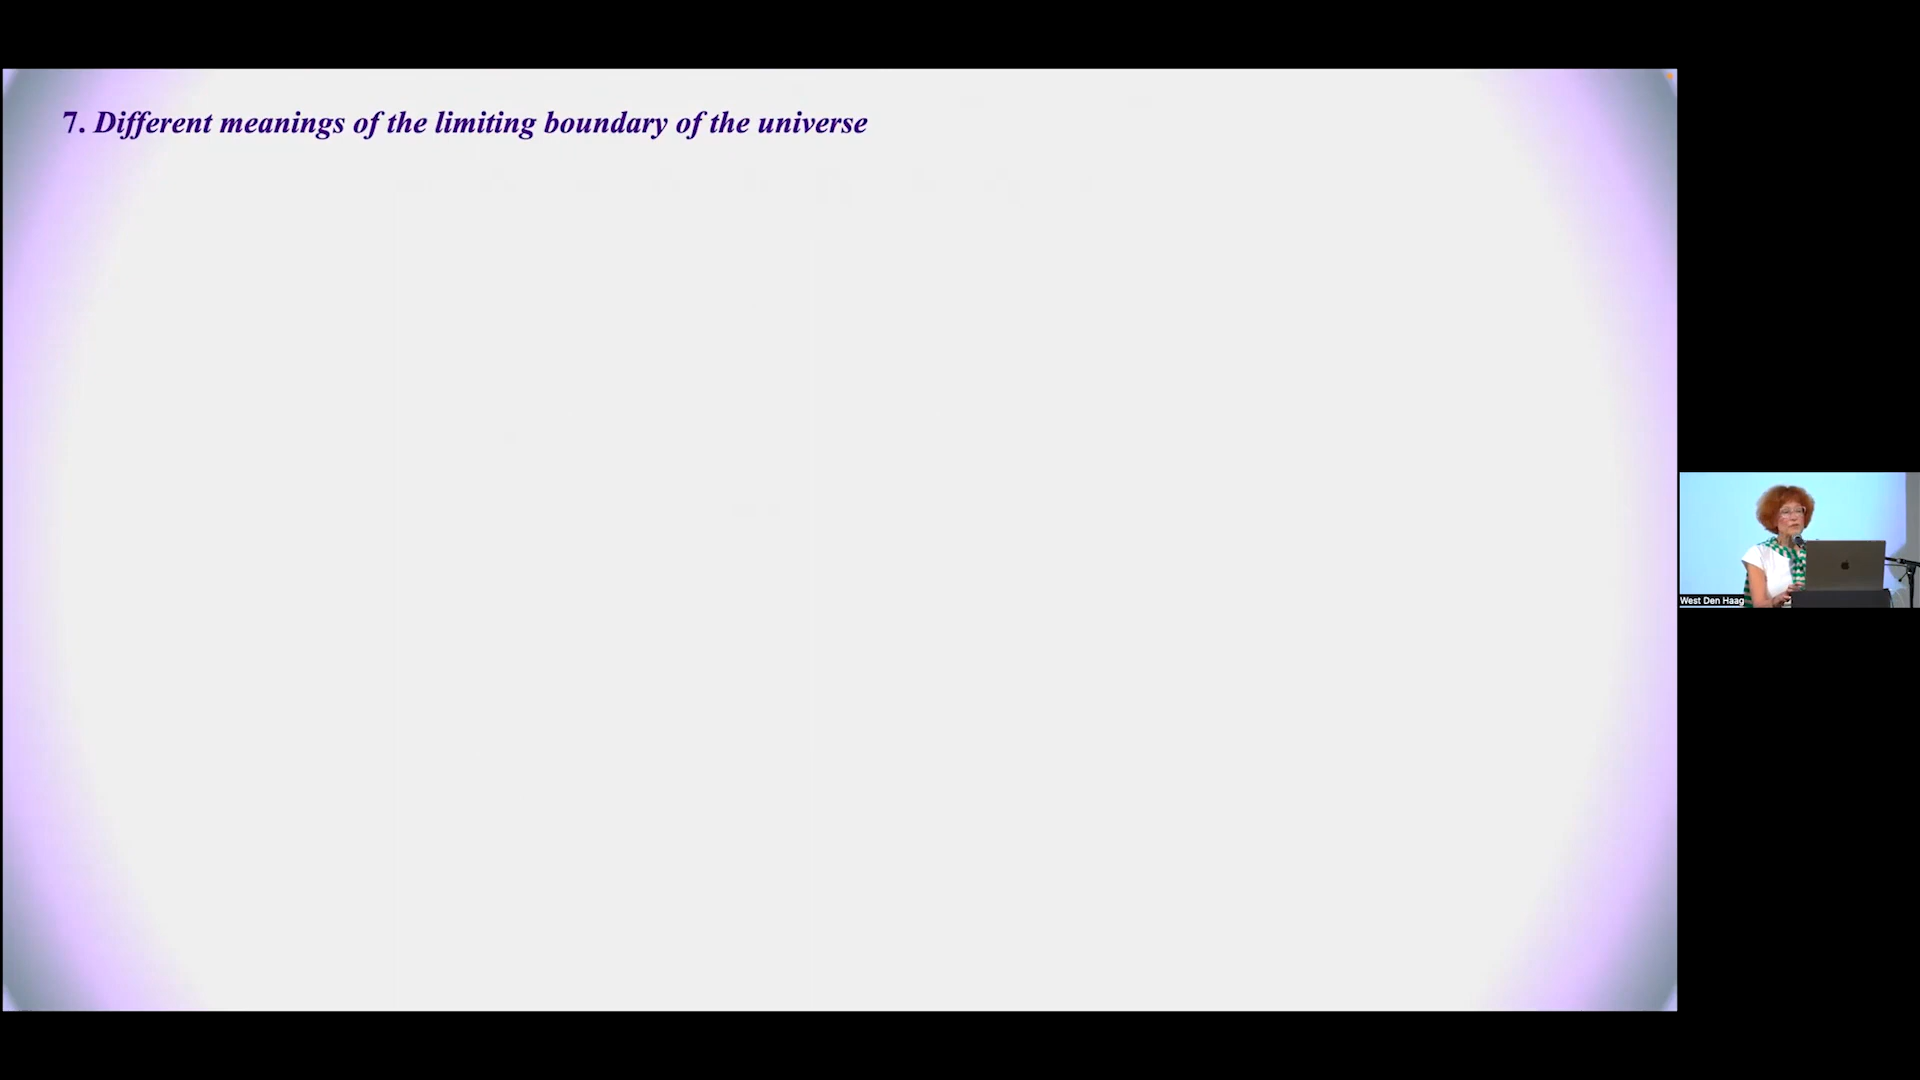 7. Different meanings of the limiting boundary of the universe
West Den Haag